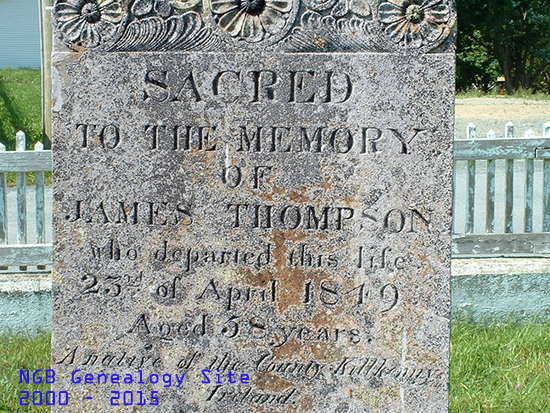 SACRED
TO THE MEMORY
OF
JAMES THOMPSON
who departed this life
23rd of April 1849
Aged 58 years.
A native of the County Killkenny
Ireland
NGB Genealogy Site
2000 - 2015